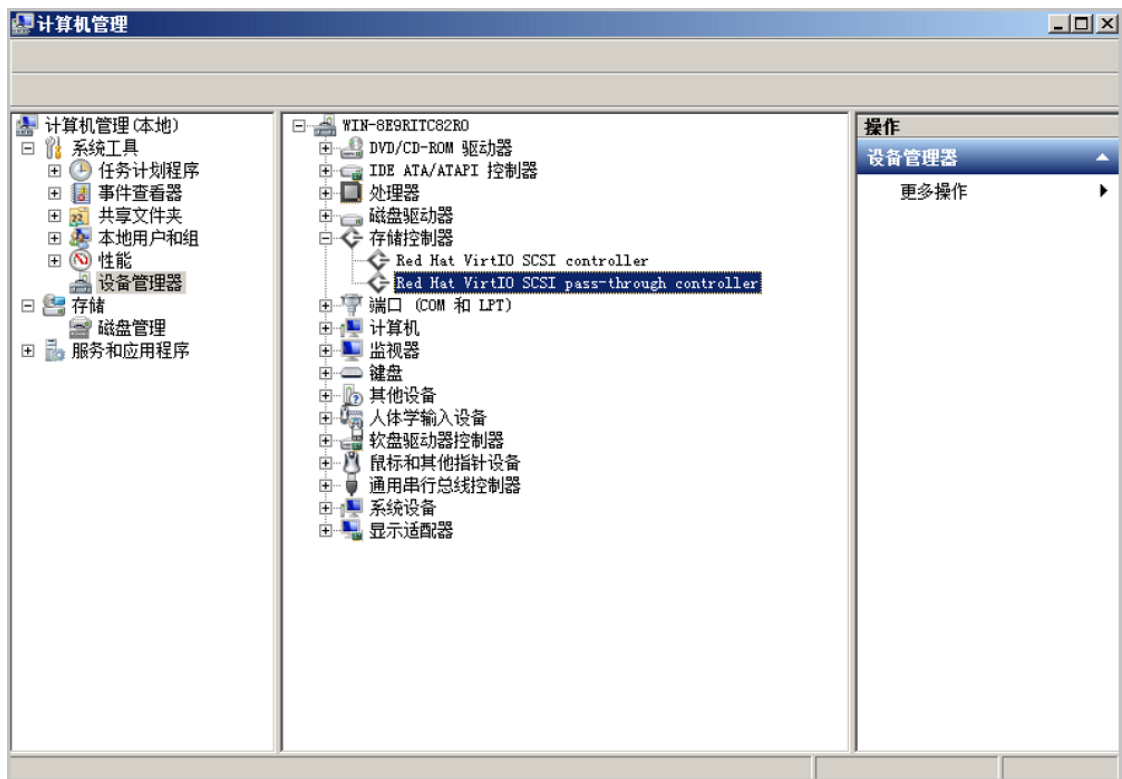 计算机管理
计算机管理(本地)
系统工具
任务计划程序
事件查看器
共享文件夹
本地用户和组
性能
设备管理器
存储
磁盘管理
服务和应用程序
WIN-8E9RITC82RO
DVD/CD-ROM 驱动器
IDE ATA/ATAPI 控制器
处理器
磁盘驱动器
存储控制器
Red Hat VirtIO SCSI controller
Red Hat VirtIO SCSI pass-through controller
端口 (COM 和 LPT)
计算机
监视器
键盘
其他设备
人体学输入设备
软盘驱动器控制器
鼠标和其他指针设备
通用串行总线控制器
系统设备
显示适配器
操作
设备管理器
更多操作